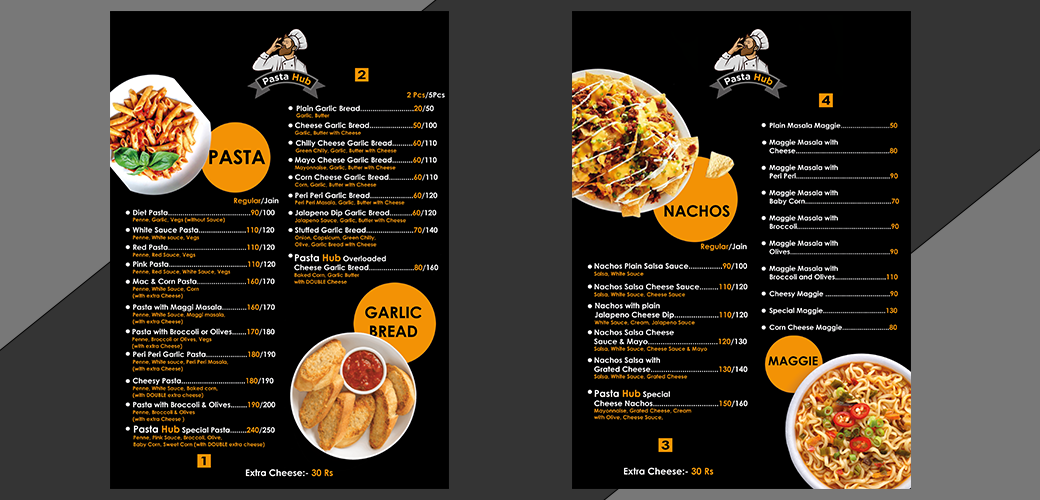 Pasta Hub
PASTA
Regular/Jain
Diet Pasta........................90/100
Penne, Garlic, Vegs (without Sauce)
White Sauce Pasta........110/120
Penne, White sauce, Vegs
Red Pasta.....................110/120
Penne, Red Sauce, Vegs
Pink Pasta.....................110/120
Penne, Red Sauce, White Sauce, Vegs
Mac & Corn Pasta........160/170
Penne, White Sauce, Corn
(with extra Cheese)
Pasta with Maggi Masala....160/170
Penne, White Sauce, Maggi masala,
(with extra Cheese)
Pasta with Broccoli or Olives....170/180
Penne, Broccoli or Olives, Vegs
(with extra Cheese)
Peri Peri Garlic Pasta..........180/190
Penne, White sauce, Peri Peri Masala,
(with extra Cheese)
Cheesy Pasta.................180/190
Penne, White Sauce, Baked corn,
(with DOUBLE extra cheese)
Pasta with Broccoli & Olives.......190/200
Penne, Broccoli & Olives
(with extra Cheese )
Pasta Hub Special Pasta......240/250
Penne, Pink Sauce, Broccoli, Olive,
Baby Corn, Sweet Corn (with DOUBLE extra cheese)
1
2
2 Pcs/5Pcs
Plain Garlic Bread....................20/50
Garlic, Butter
Cheese Garlic Bread................50/100
Garlic, Butter with Cheese
Chilly Cheese Garlic Bread.......60/110
Green Chilly, Garlic, Butter with Cheese
Mayo Cheese Garlic Bread......60/110
Mayonnaise, Garlic, Butter with Cheese
Corn Cheese Garlic Bread.......60/110
Corn, Garlic, Butter with Cheese
Peri Peri Garlic Bread...............60/120
Peri Peri Masala, Garlic, Butter with Cheese
Jalapeno Dip Garlic Bread.......60/120
Jalapeno Sauce, Garlic, Butter with Cheese
Stuffed Garlic Bread................70/140
Onion, Capsicum, Green Chilly,
Olive, Garlic Bread with Cheese
Pasta Hub Overloaded
Cheese Garlic Bread...............80/160
Baked Corn, Garlic, Butter
with DOUBLE Cheese
GARLIC
BREAD
Extra Cheese:- 30 Rs
Pasta Hub
NACHOS
Regular/Jain
Nachos Plain Salsa Sauce.........90/100
Salsa, White Sauce
Nachos Salsa Cheese Sauce........110/120
Salsa, White Sauce, Cheese Sauce
Nachos with plain
Jalapeno Cheese Dip............110/120
White Sauce, Cream, Jalapeno Sauce
Nachos Salsa Cheese
Sauce & Mayo...................120/130
Salsa, White Sauce, Cheese Sauce & Mayo
Nachos Salsa with
Grated Cheese..................130/140
Salsa, White Sauce, Grated Cheese
Pasta Hub Special
Cheese Nachos..................150/160
Mayonnaise, Grated Cheese, Cream
with Olive, Cheese Sauce,
3
Extra Cheese:- 30 Rs
4
Plain Masala Maggie....................50
Maggie Masala with
Cheese.......................................80
Maggie Masala with
Peri Peri......................................90
Maggie Masala with
Baby Corn..................................70
Maggie Masala with
Broccoli......................................90
Maggie Masala with
Olives.........................................90
Maggie Masala with
Broccoli and Olives.....................110
Cheesy Maggie ..........................90
Special Maggie...........................130
Corn Cheese Maggie..................80
MAGGIE